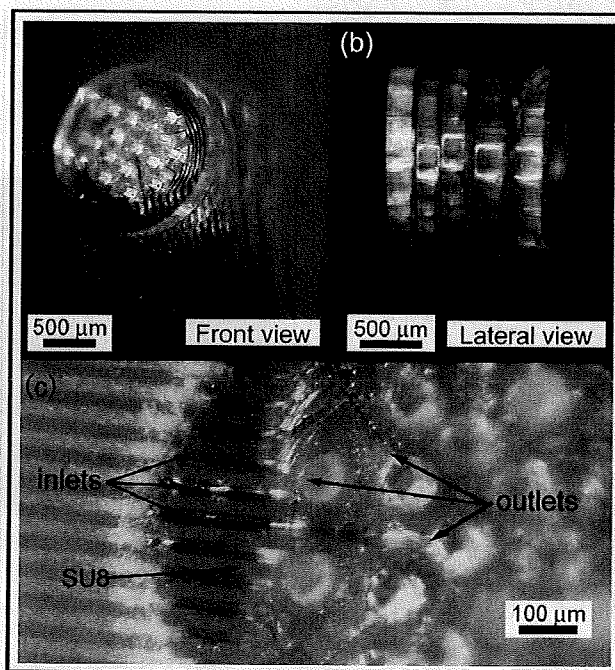 (b)
500 µm
Front view
500 µm
Lateral view
(c)
inlets
outlets
SU8
100 µm